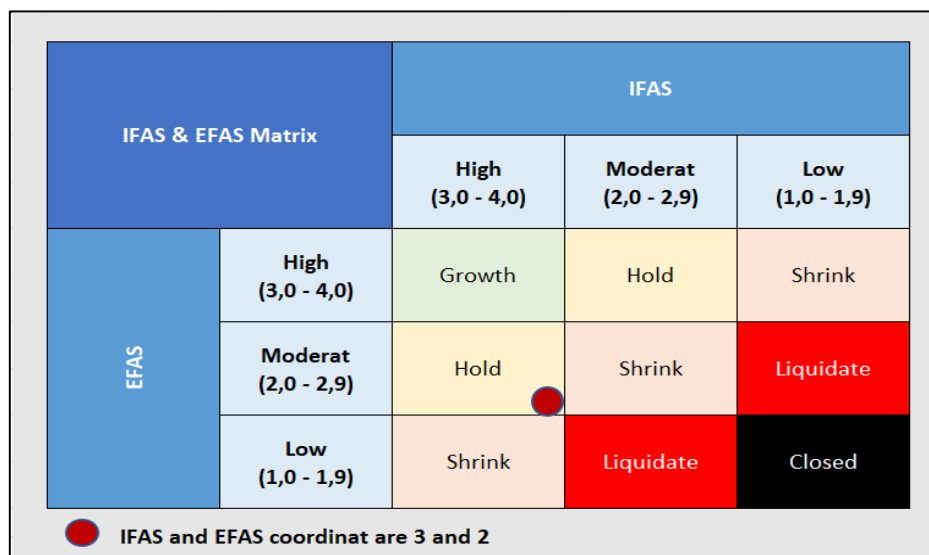 IFAS & EFAS Matrix
IFAS
High
(3,0 - 4,0)
Moderat
(2,0 - 2,9)
Low
(1,0 - 1,9)
EFAS
High
(3,0 - 4,0)
Growth
Hold
Shrink
Moderat
(2,0 - 2,9)
Hold
Shrink
Liquidate
Low
(1,0 - 1,9)
Shrink
Liquidate
Closed
IFAS and EFAS coordinat are 3 and 2